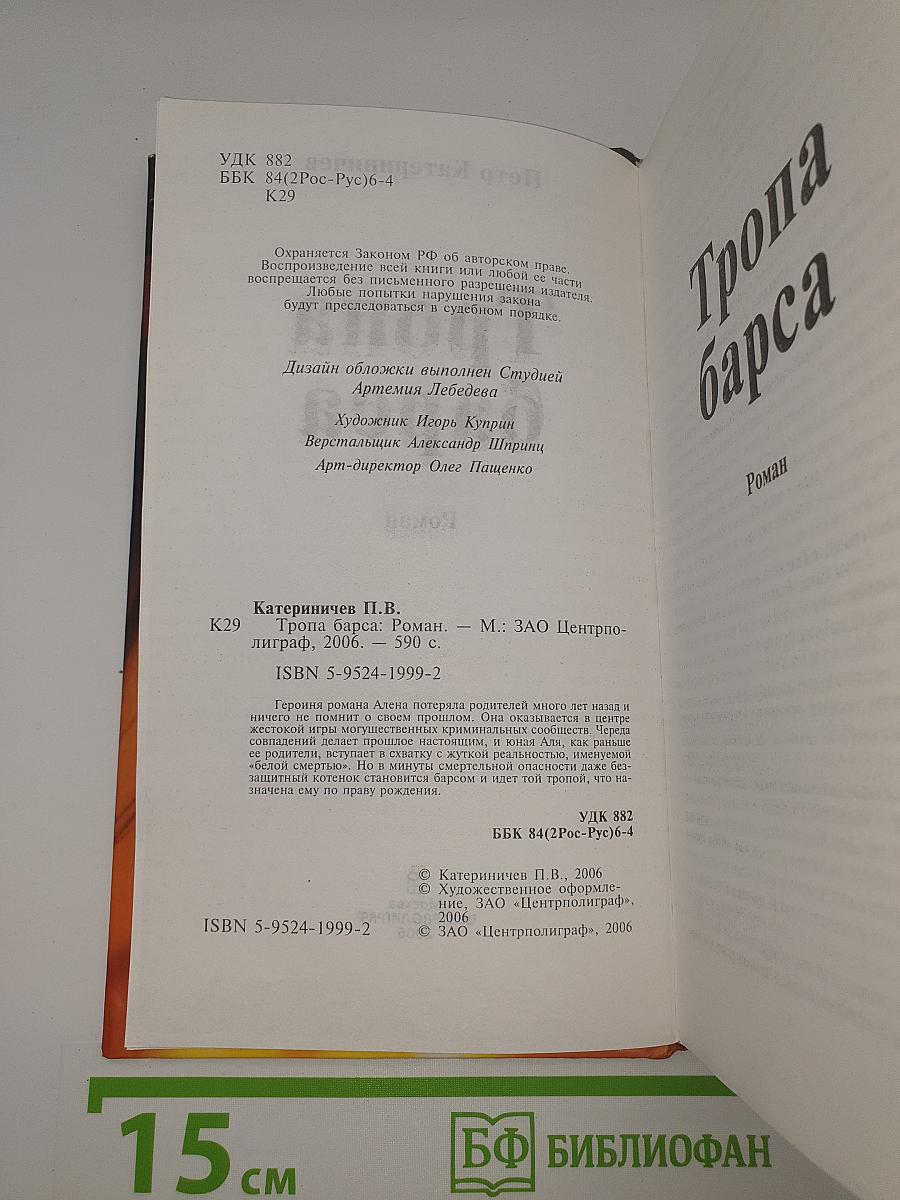 УДК 882
ББК 84(2Рос-Рус)6-4
К29
Охраняется Законом РФ об авторском праве.
Воспроизведение всей книги или любой ее части
воспрещается без письменного разрешения издателя.
Любые попытки нарушения закона
будут преследоваться в судебном порядке.
Дизайн обложки выполнен Студией
Артемия Лебедева
Художник Игорь Куприн
Верстальщик Александр Шпринц
Арт-директор Олег Пащенко
Катериничев П.В.
К29 Тропа барса: Роман. — М.: ЗАО Центрпо-
лиграф, 2006. — 590 с.
ISBN 5-9524-1999-2
Героиня романа Алена потеряла родителей много лет назад и
ничего не помнит о своем прошлом. Она оказывается в центре
жестокой игры могущественных криминальных сообществ. Череда
совпадений делает прошлое настоящим, и юная Аля, как раньше
ее родители, вступает в схватку с жуткой реальностью, именуемой
«белой смертью». Но в минуты смертельной опасности даже без-
защитный котенок становится барсом и идет той тропой, что на-
значена ему по праву рождения.
УДК 882
ББК 84(2Рос-Рус)6-4
© Катериничев П.В., 2006
© Художественное оформле-
ние, ЗАО «Центрполиграф»,
2006
ISBN 5-9524-1999-2 © ЗАО «Центрполиграф», 2006
Тропа
барса
Роман
15 см
БФ БИБЛИОФАН